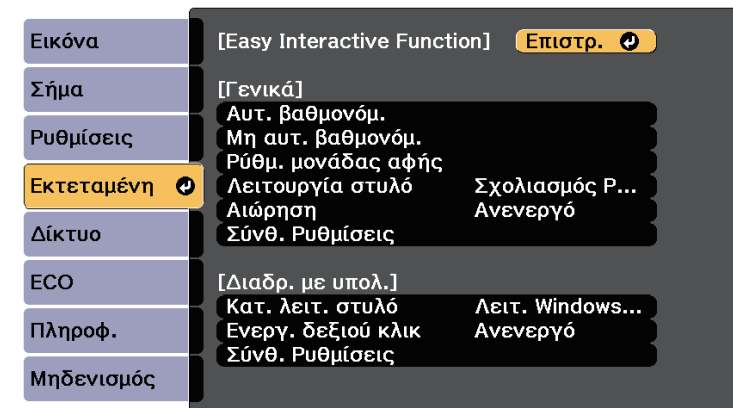 Εικόνα
Σήμα
Ρυθμίσεις
Εκτεταμένη
Δίκτυο
ECO
Πληροφ.
Μηδενισμός
[Easy Interactive Function] Επιστρ.
[Γενικά]
Αυτ. βαθμονόμ.
Μη αυτ. βαθμονόμ.
Ρύθμ. μονάδας αφής
Λειτουργία στυλό Σχολιασμός P...
Αιώρηση Ανενεργό
Σύνθ. Ρυθμίσεις
[Διαδρ. με υπολ.]
Κατ. λειτ. στυλό Λειτ. Windows...
Ενεργ. δεξιού κλικ Ανενεργό
Σύνθ. Ρυθμίσεις